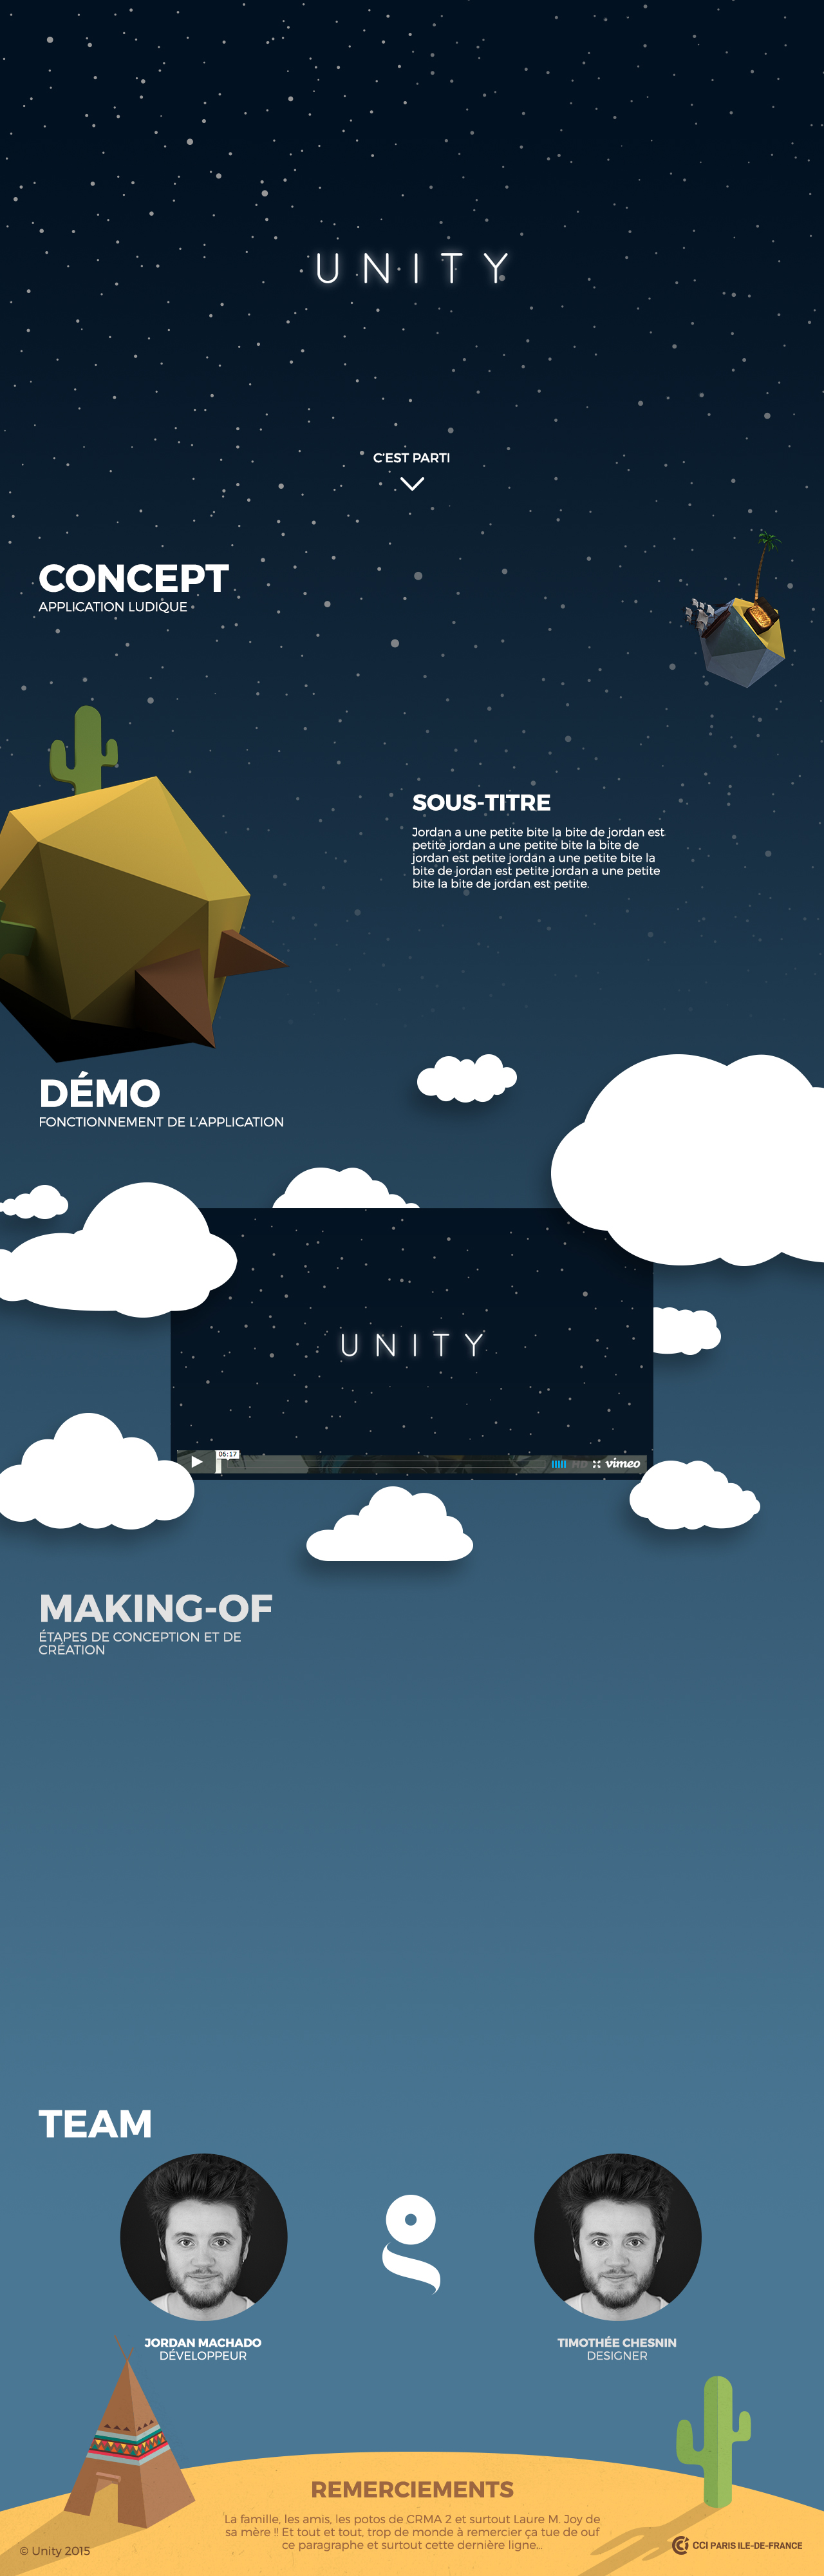 UNITY
C'EST PARTI
CONCEPT
APPLICATION LUDIQUE
SOUS-TITRE
Jordan a une petite bite la bite de jordan est
petite jordan a une petite bite la bite de
jordan est petite jordan a une petite bite la
bite de jordan est petite jordan a une petite
bite la bite de jordan est petite.
DÉMO
FONCTIONNEMENT DE L'APPLICATION
UNITY
06:17
HD vimeo
MAKING-OF
ÉTAPES DE CONCEPTION ET DE
CRÉATION
TEAM
JORDAN MACHADO
DÉVELOPPEUR
TIMOTHÉE CHESNIN
DESIGNER
REMERCIEMENTS
La famille, les amis, les potos de CRMA 2 et surtout Laure M. Joy de
sa mère !! Et tout et tout, trop de monde à remercier ça tue de ouf
ce paragraphe et surtout cette dernière ligne...
© Unity 2015
CCI PARIS ILE-DE-FRANCE